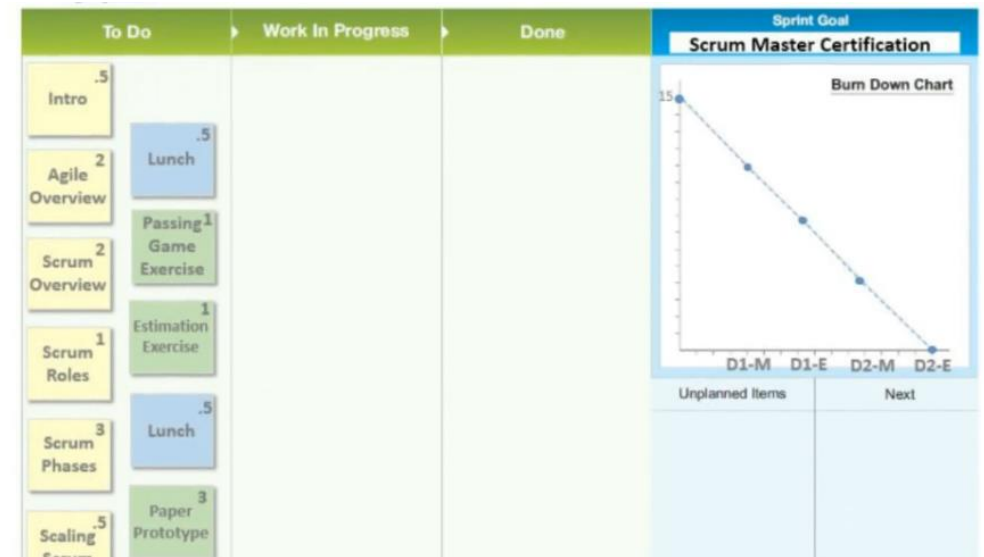 To Do
Work In Progress
Done
Sprint Goal
Scrum Master Certification
.5
Intro
2
Agile
Overview
2
Scrum
Overview
1
Scrum
Roles
3
Scrum
Phases
.5
Scaling
.5
Lunch
1
Passing
Game
Exercise
1
Estimation
Exercise
.5
Lunch
3
Paper
Prototype
Burn Down Chart
15
D1-M D1-E D2-M D2-E
Unplanned Items
Next